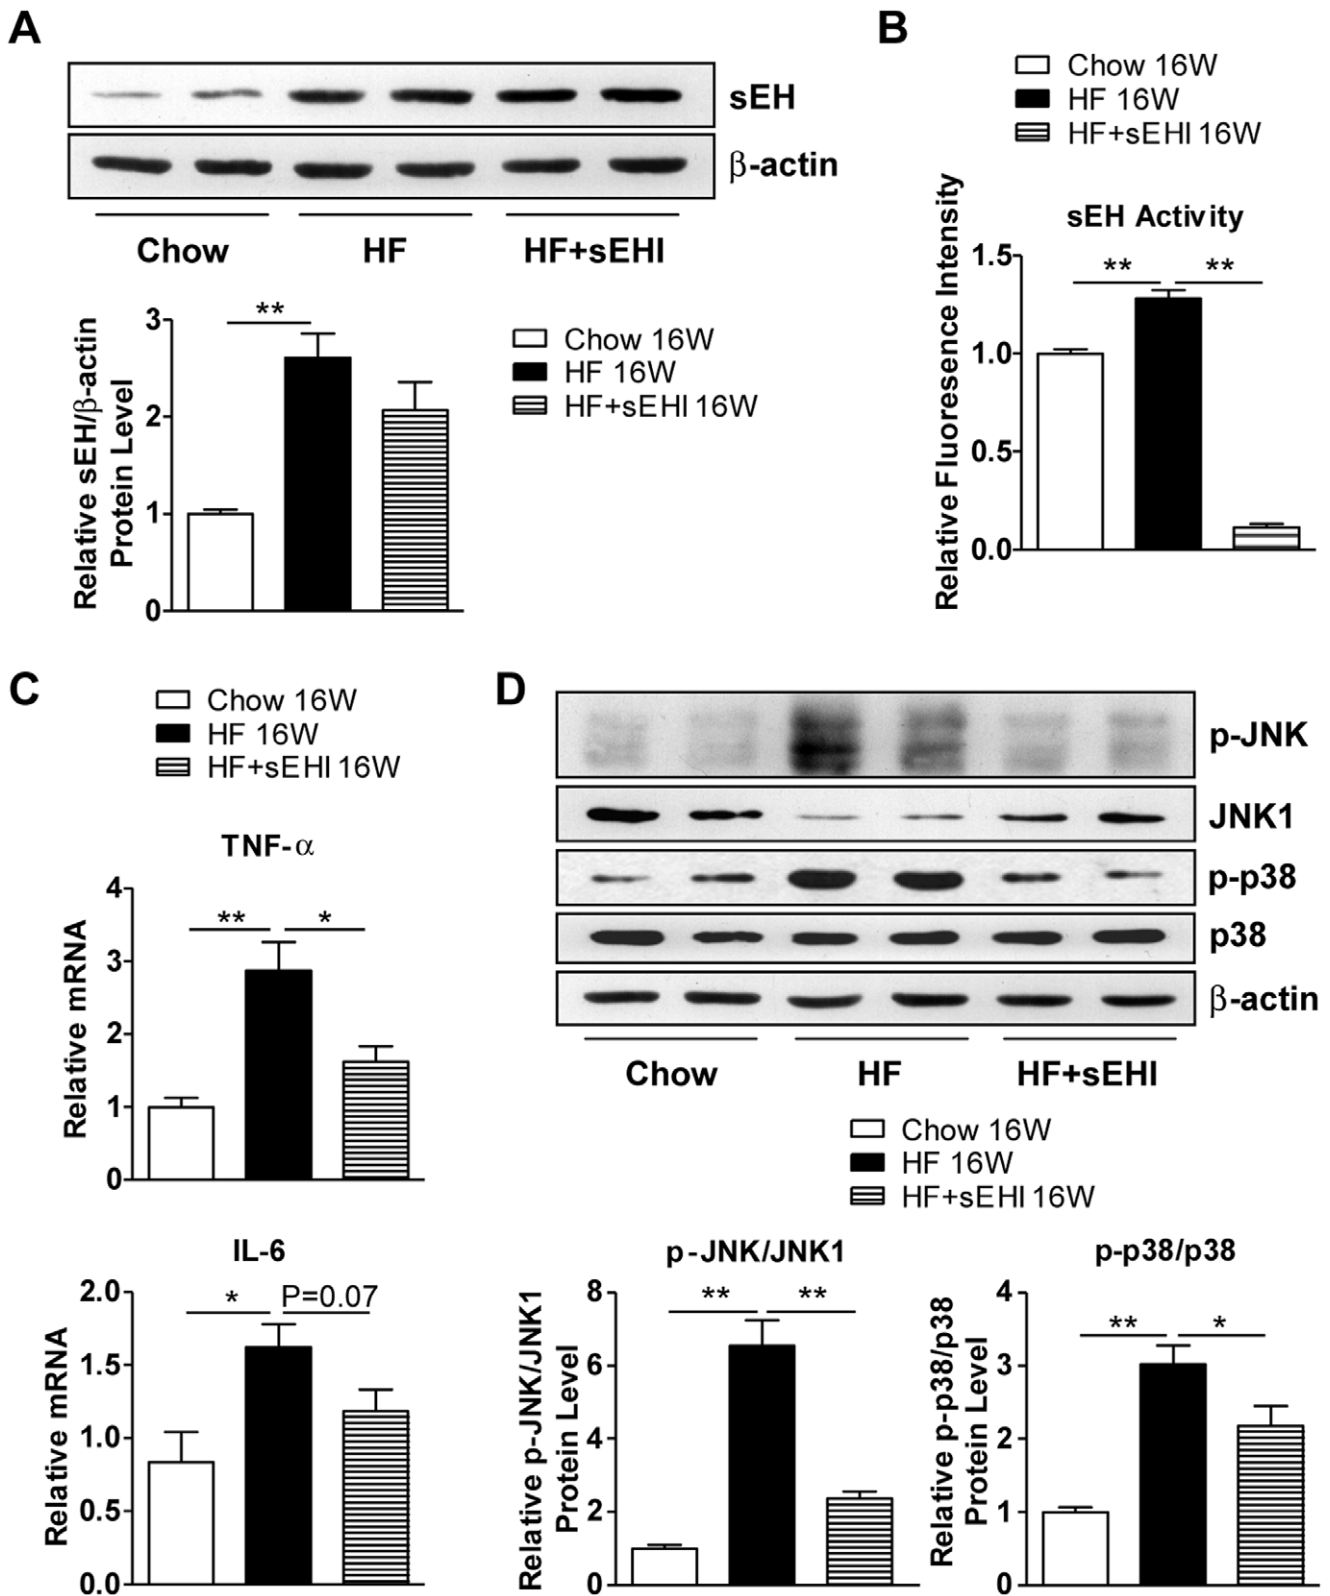 A
sEH
β-actin
Chow
HF
HF+sEHI
**
3
2
1
0
Relative sEH/β-actin
Protein Level
Chow 16W
HF 16W
HF+sEHI 16W
B
Chow 16W
HF 16W
HF+sEHI 16W
sEH Activity
** **
1.5
1.0
0.5
0.0
Relative Fluoresence Intensity
C
Chow 16W
HF 16W
HF+sEHI 16W
TNF-α
** *
4
3
2
1
0
Relative mRNA
IL-6
* P=0.07
2.0
1.5
1.0
0.5
0.0
Relative mRNA
D
p-JNK
JNK1
p-p38
p38
β-actin
Chow
HF
HF+sEHI
Chow 16W
HF 16W
HF+sEHI 16W
p-JNK/JNK1
** **
8
6
4
2
0
Relative p-JNK/JNK1
Protein Level
p-p38/p38
** *
4
3
2
1
0
Relative p-p38/p38
Protein Level